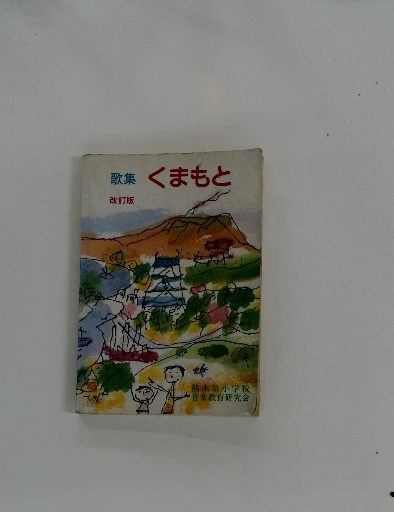 歌集 くまもと
改訂版
熊本県小学校
音楽教育研究会